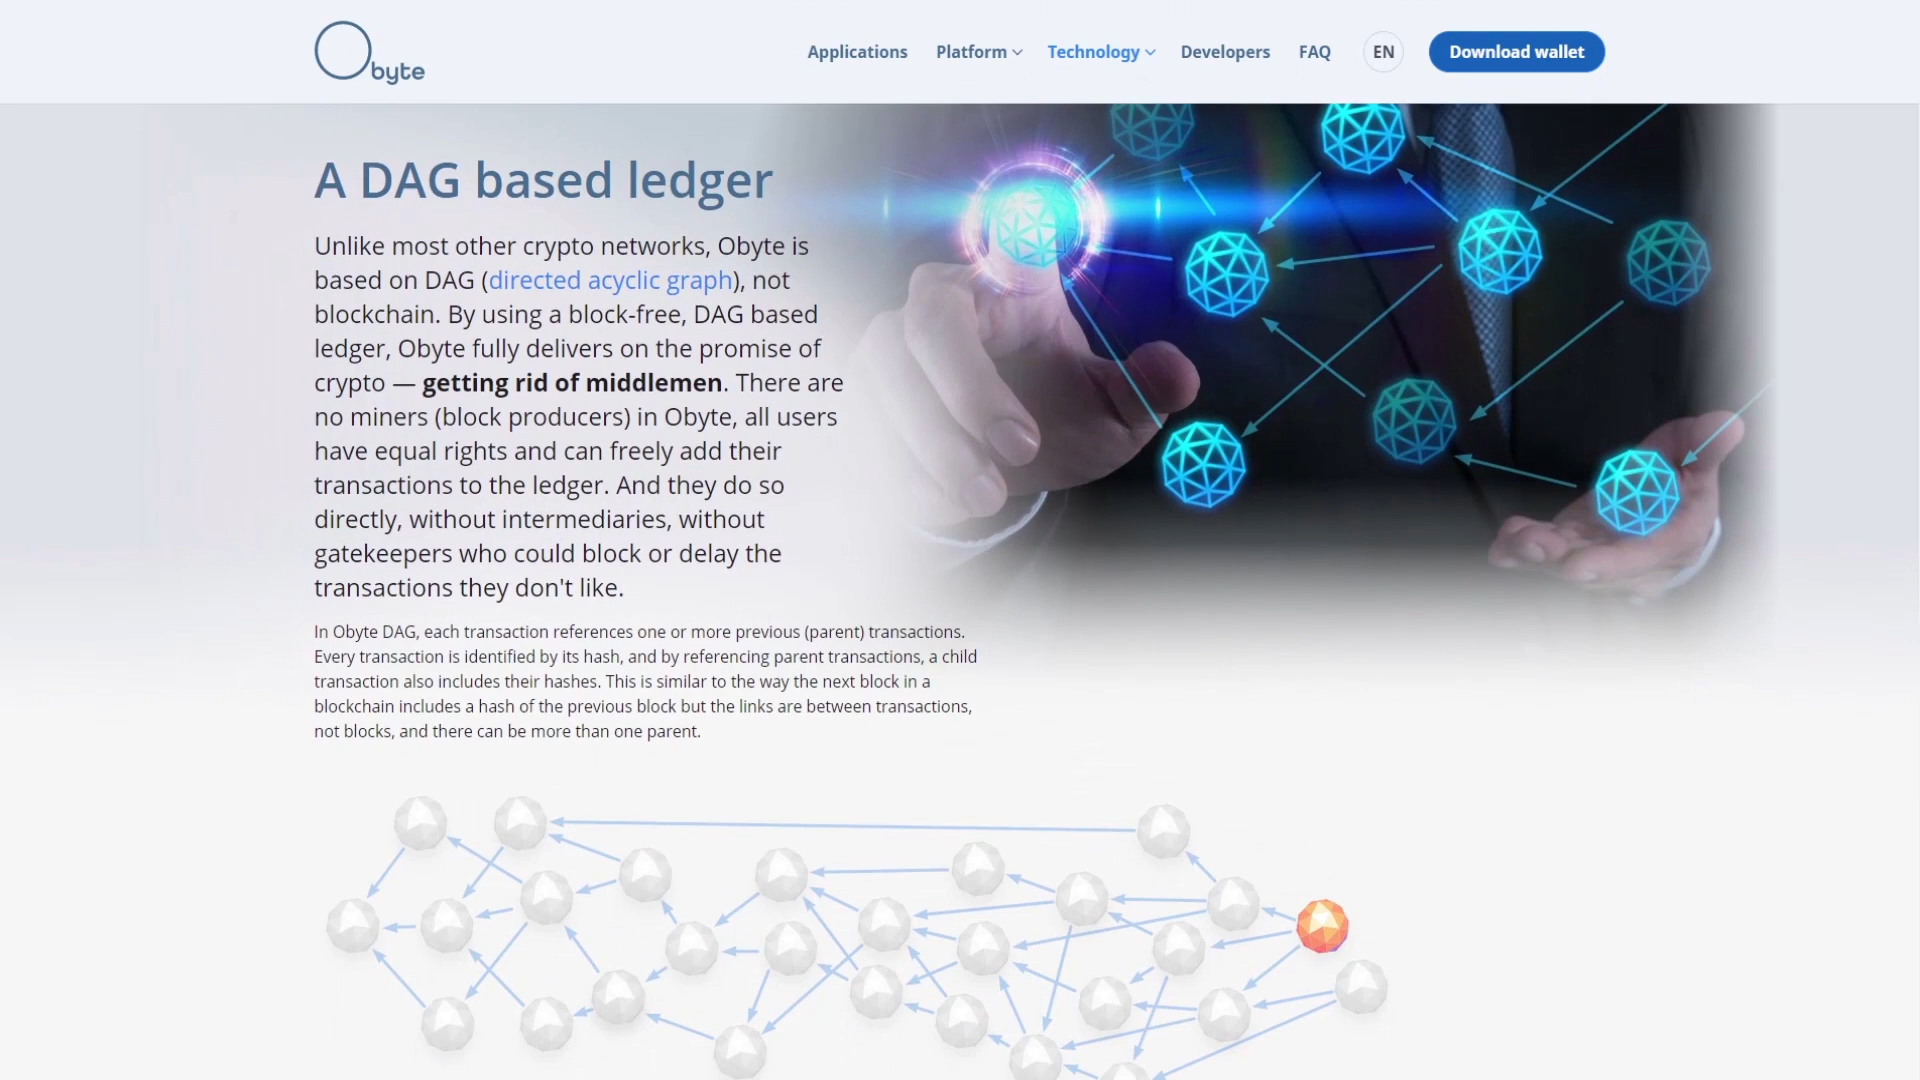 Obyte
Applications Platform Technology Developers FAQ EN Download wallet
A DAG based ledger
Unlike most other crypto networks, Obyte is
based on DAG (directed acyclic graph), not
blockchain. By using a block-free, DAG based
ledger, Obyte fully delivers on the promise of
crypto — getting rid of middlemen. There are
no miners (block producers) in Obyte, all users
have equal rights and can freely add their
transactions to the ledger. And they do so
directly, without intermediaries, without
gatekeepers who could block or delay the
transactions they don't like.
In Obyte DAG, each transaction references one or more previous (parent) transactions.
Every transaction is identified by its hash, and by referencing parent transactions, a child
transaction also includes their hashes. This is similar to the way the next block in a
blockchain includes a hash of the previous block but the links are between transactions,
not blocks, and there can be more than one parent.